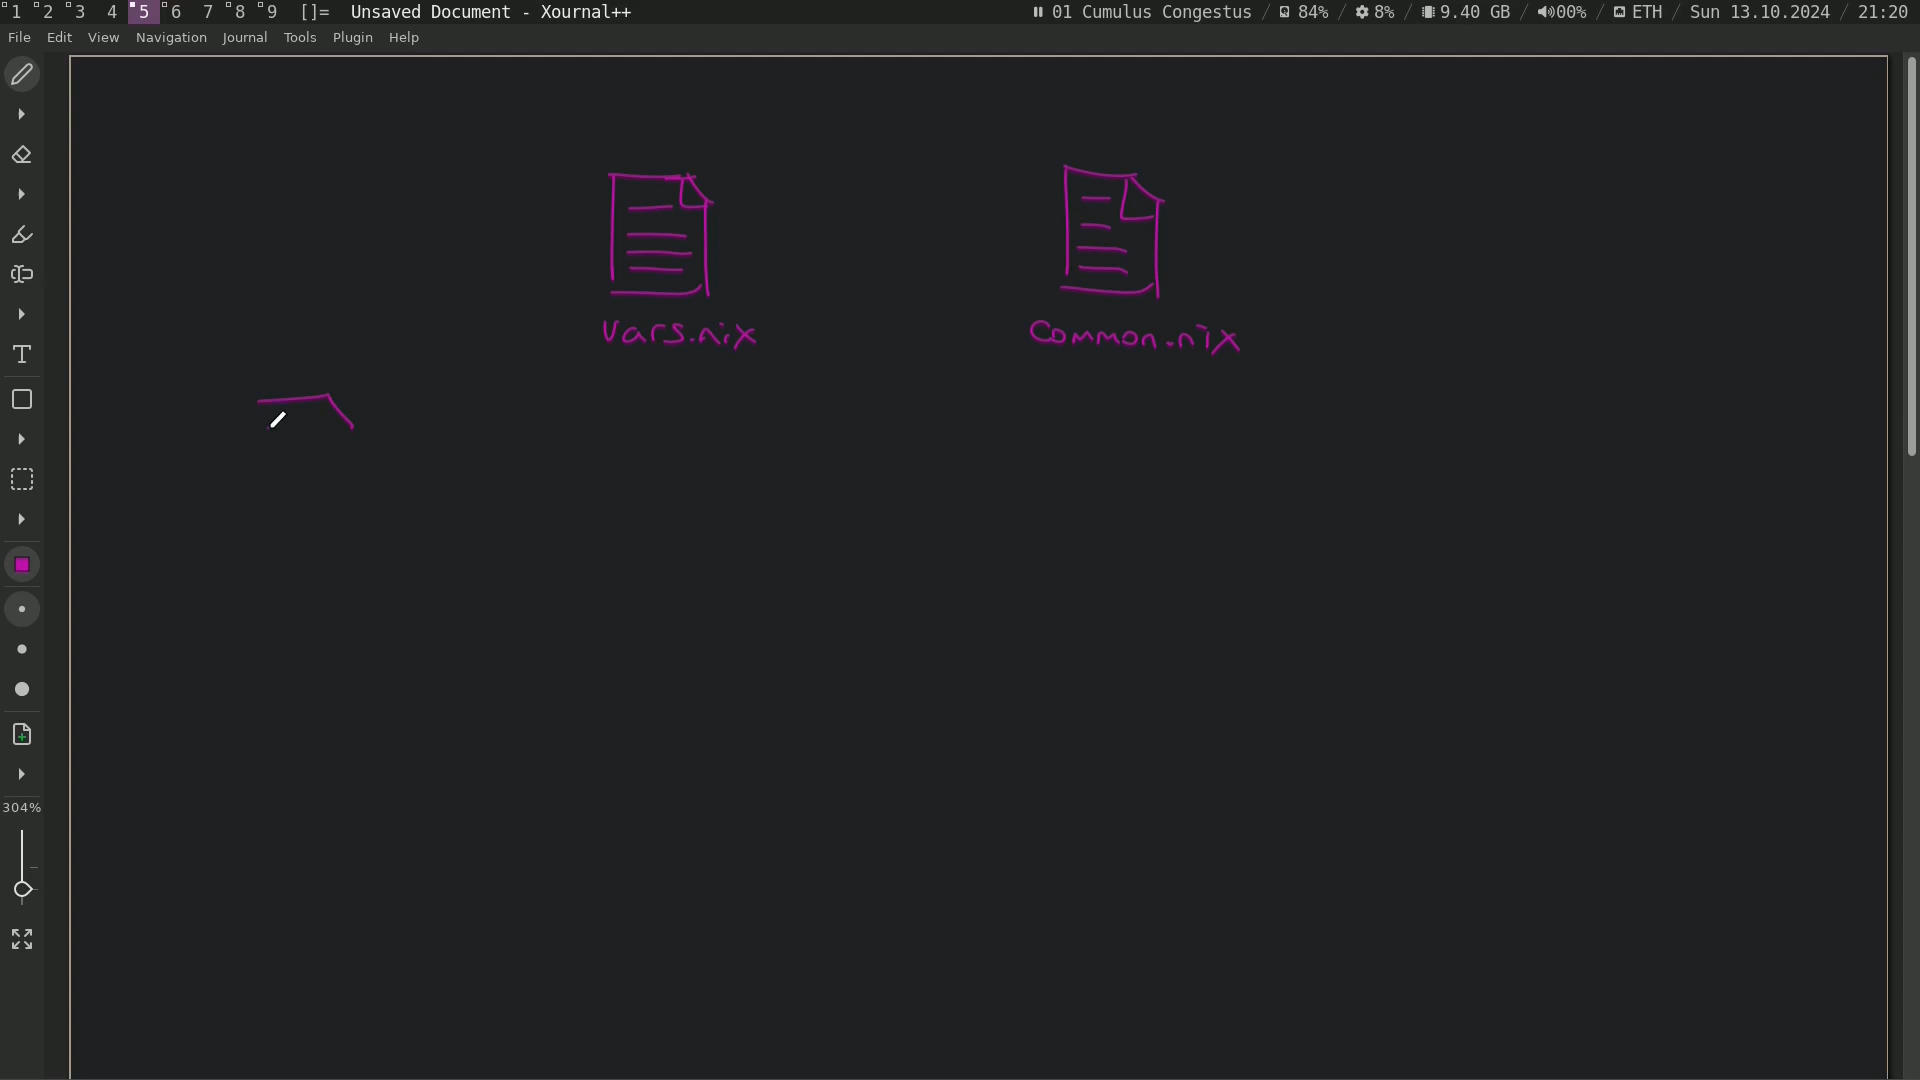 1 2 3 4 5 6 7 8 9 []= Unsaved Document - Xournal++ 01 Cumulus Congestus / 84% / 8% / 9.40 GB / 00% / ETH / Sun 13.10.2024 / 21:20
File Edit View Navigation Journal Tools Plugin Help
Vars.nix Common.nix
T
304%